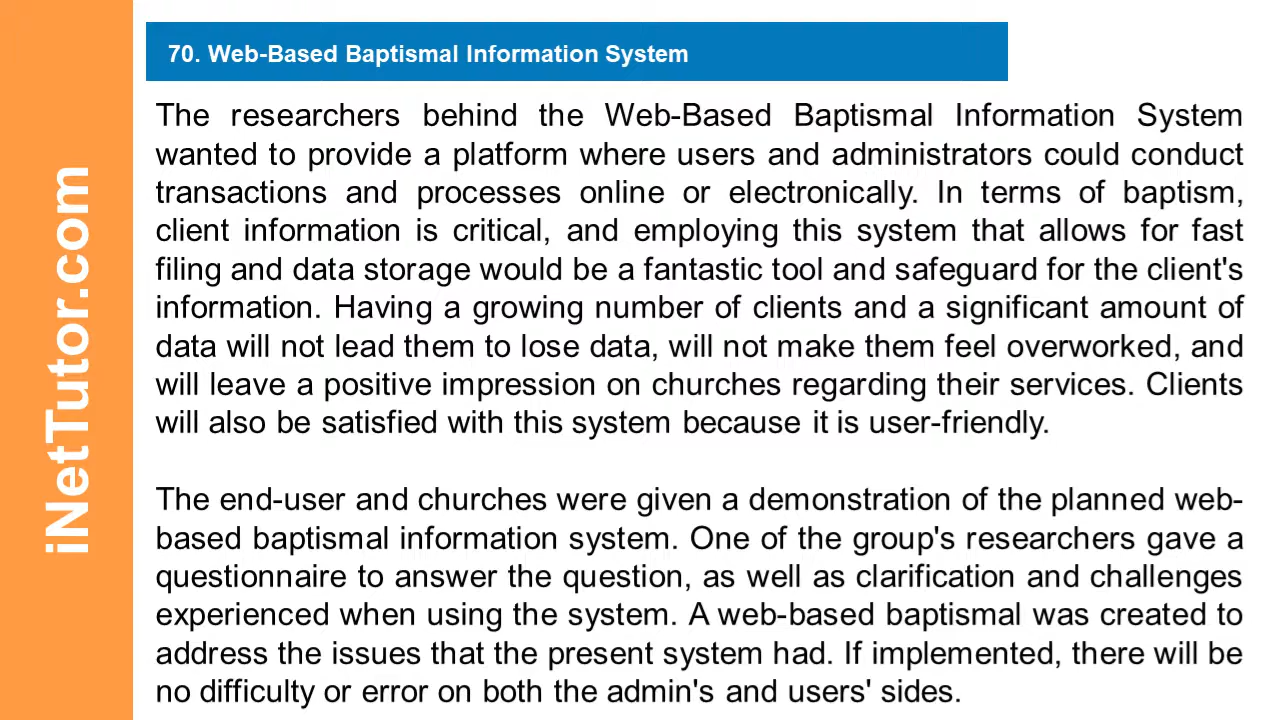 iNetTutor.com
70. Web-Based Baptismal Information System
The researchers behind the Web-Based Baptismal Information System
wanted to provide a platform where users and administrators could conduct
transactions and processes online or electronically. In terms of baptism,
client information is critical, and employing this system that allows for fast
filing and data storage would be a fantastic tool and safeguard for the client's
information. Having a growing number of clients and a significant amount of
data will not lead them to lose data, will not make them feel overworked, and
will leave a positive impression on churches regarding their services. Clients
will also be satisfied with this system because it is user-friendly.
The end-user and churches were given a demonstration of the planned web-
based baptismal information system. One of the group's researchers gave a
questionnaire to answer the question, as well as clarification and challenges
experienced when using the system. A web-based baptismal was created to
address the issues that the present system had. If implemented, there will be
no difficulty or error on both the admin's and users' sides.